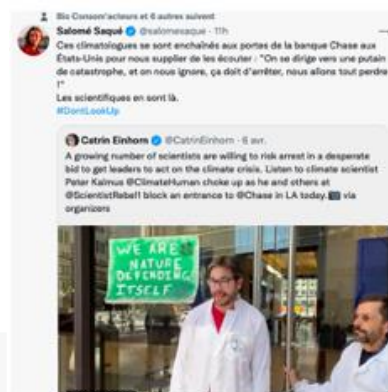 Bio Consom'acteurs et 6 autres suivent
Salomé Saqué @salomesaque · 11h
Ces climatologues se sont enchaînés aux portes de la banque Chase aux
États-Unis pour nous supplier de les écouter : "On se dirige vers une putain
de catastrophe, et on nous ignore, ça doit d'arrêter, nous allons tout perdre
!"
Les scientifiques en sont là.
#DontLookUp
Catrin Einhorn @CatrinEinhorn · 6 avr.
A growing number of scientists are willing to risk arrest in a desperate
bid to get leaders to act on the climate crisis. Listen to climate scientist
Peter Kalmus @ClimateHuman choke up as he and others at
@ScientistRebel1 block an entrance to @Chase in LA today. via
organizers
WE ARE
NATURE
DEFENDING
ITSELF